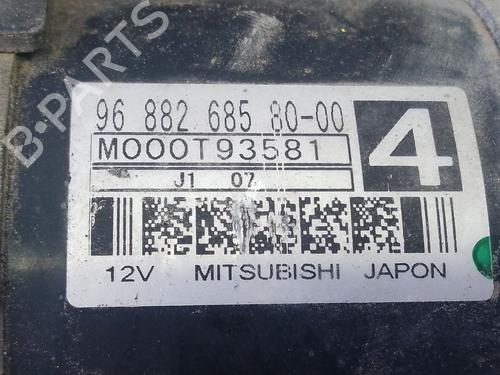 B-PARTS
96 882 685 80-00
M000T93581
4
J1 07
12V MITSUBISHI JAPON